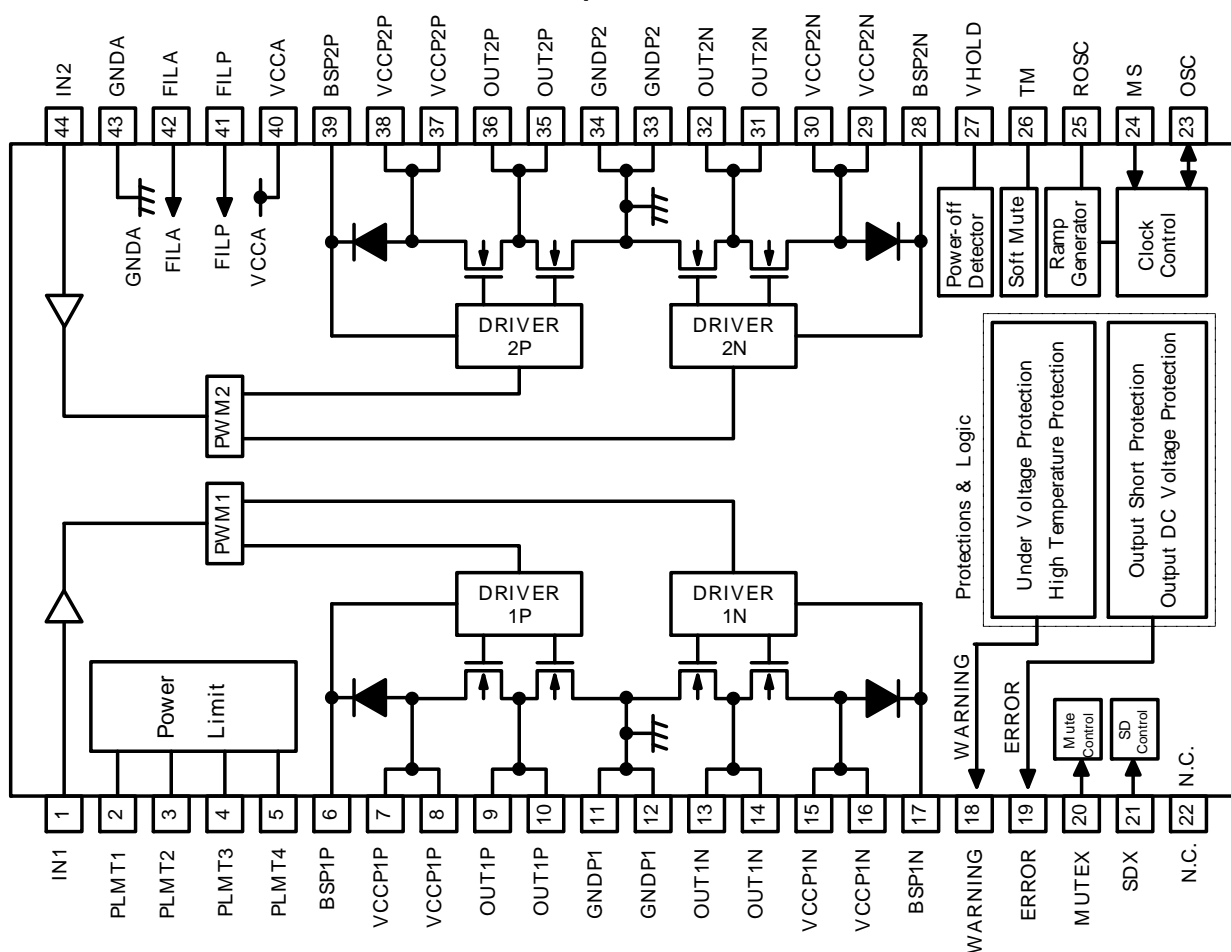 IN2
GNDA
FILA
FILP
VCCA
BSP2P
VCCP2P
VCCP2P
OUT2P
OUT2P
GNDP2
GNDP2
OUT2N
OUT2N
VCCP2N
VCCP2N
BSP2N
VHOLD
TM
ROSC
MS
OSC
44
43
42
41
40
39
38
37
36
35
34
33
32
31
30
29
28
27
26
25
24
23
GNDA
FILA
FILP
VCCA
Power-off
Detector
Soft Mute
Ramp
Generator
Clock
Control
DRIVER
2P
DRIVER
2N
PWM2
PWM1
DRIVER
1P
DRIVER
1N
Protections & Logic
Under Voltage Protection
High Temperature Protection
Output Short Protection
Output DC Voltage Protection
Power
Limit
WARNING
ERROR
Mute
Control
SD
Control
N.C.
1
2
3
4
5
6
7
8
9
10
11
12
13
14
15
16
17
18
19
20
21
22
IN1
PLMT1
PLMT2
PLMT3
PLMT4
BSP1P
VCCP1P
VCCP1P
OUT1P
OUT1P
GNDP1
GNDP1
OUT1N
OUT1N
VCCP1N
VCCP1N
BSP1N
WARNING
ERROR
MUTEX
SDX
N.C.